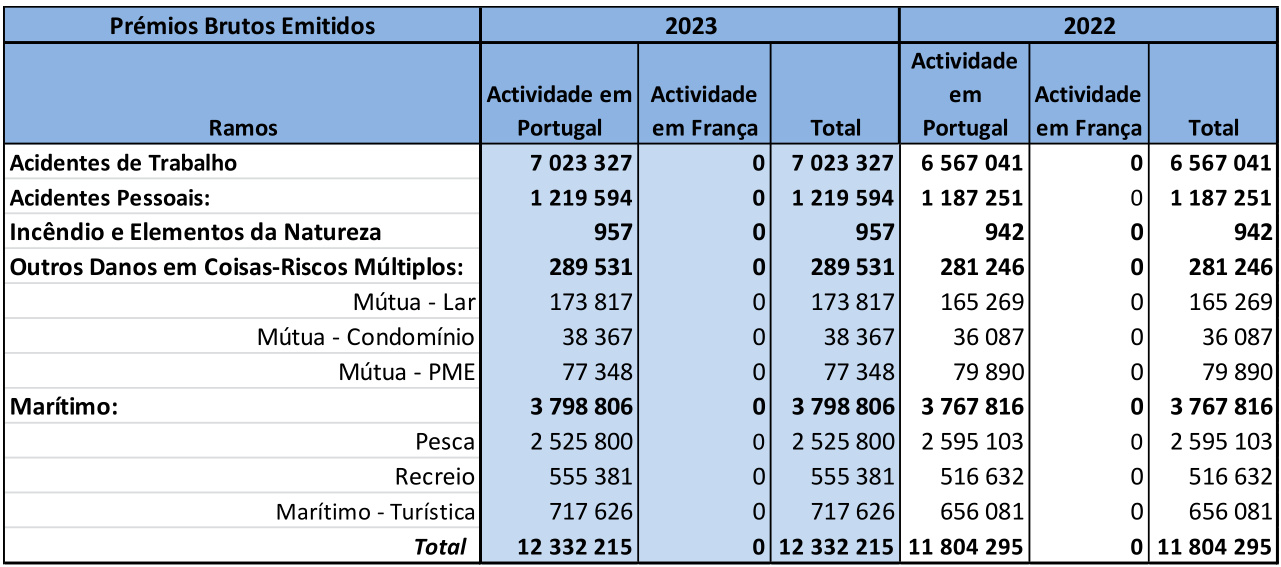 Prémios Brutos Emitidos 2023 2022
Ramos Actividade em Portugal Actividade em França Total Actividade em Portugal Actividade em França Total
Acidentes de Trabalho 7 023 327 0 7 023 327 6 567 041 0 6 567 041
Acidentes Pessoais: 1 219 594 0 1 219 594 1 187 251 0 1 187 251
Incêndio e Elementos da Natureza 957 0 957 942 0 942
Outros Danos em Coisas-Riscos Múltiplos: 289 531 0 289 531 281 246 0 281 246
Mútua - Lar 173 817 0 173 817 165 269 0 165 269
Mútua - Condomínio 38 367 0 38 367 36 087 0 36 087
Mútua - PME 77 348 0 77 348 79 890 0 79 890
Marítimo: 3 798 806 0 3 798 806 3 767 816 0 3 767 816
Pesca 2 525 800 0 2 525 800 2 595 103 0 2 595 103
Recreio 555 381 0 555 381 516 632 0 516 632
Marítimo - Turística 717 626 0 717 626 656 081 0 656 081
Total 12 332 215 0 12 332 215 11 804 295 0 11 804 295